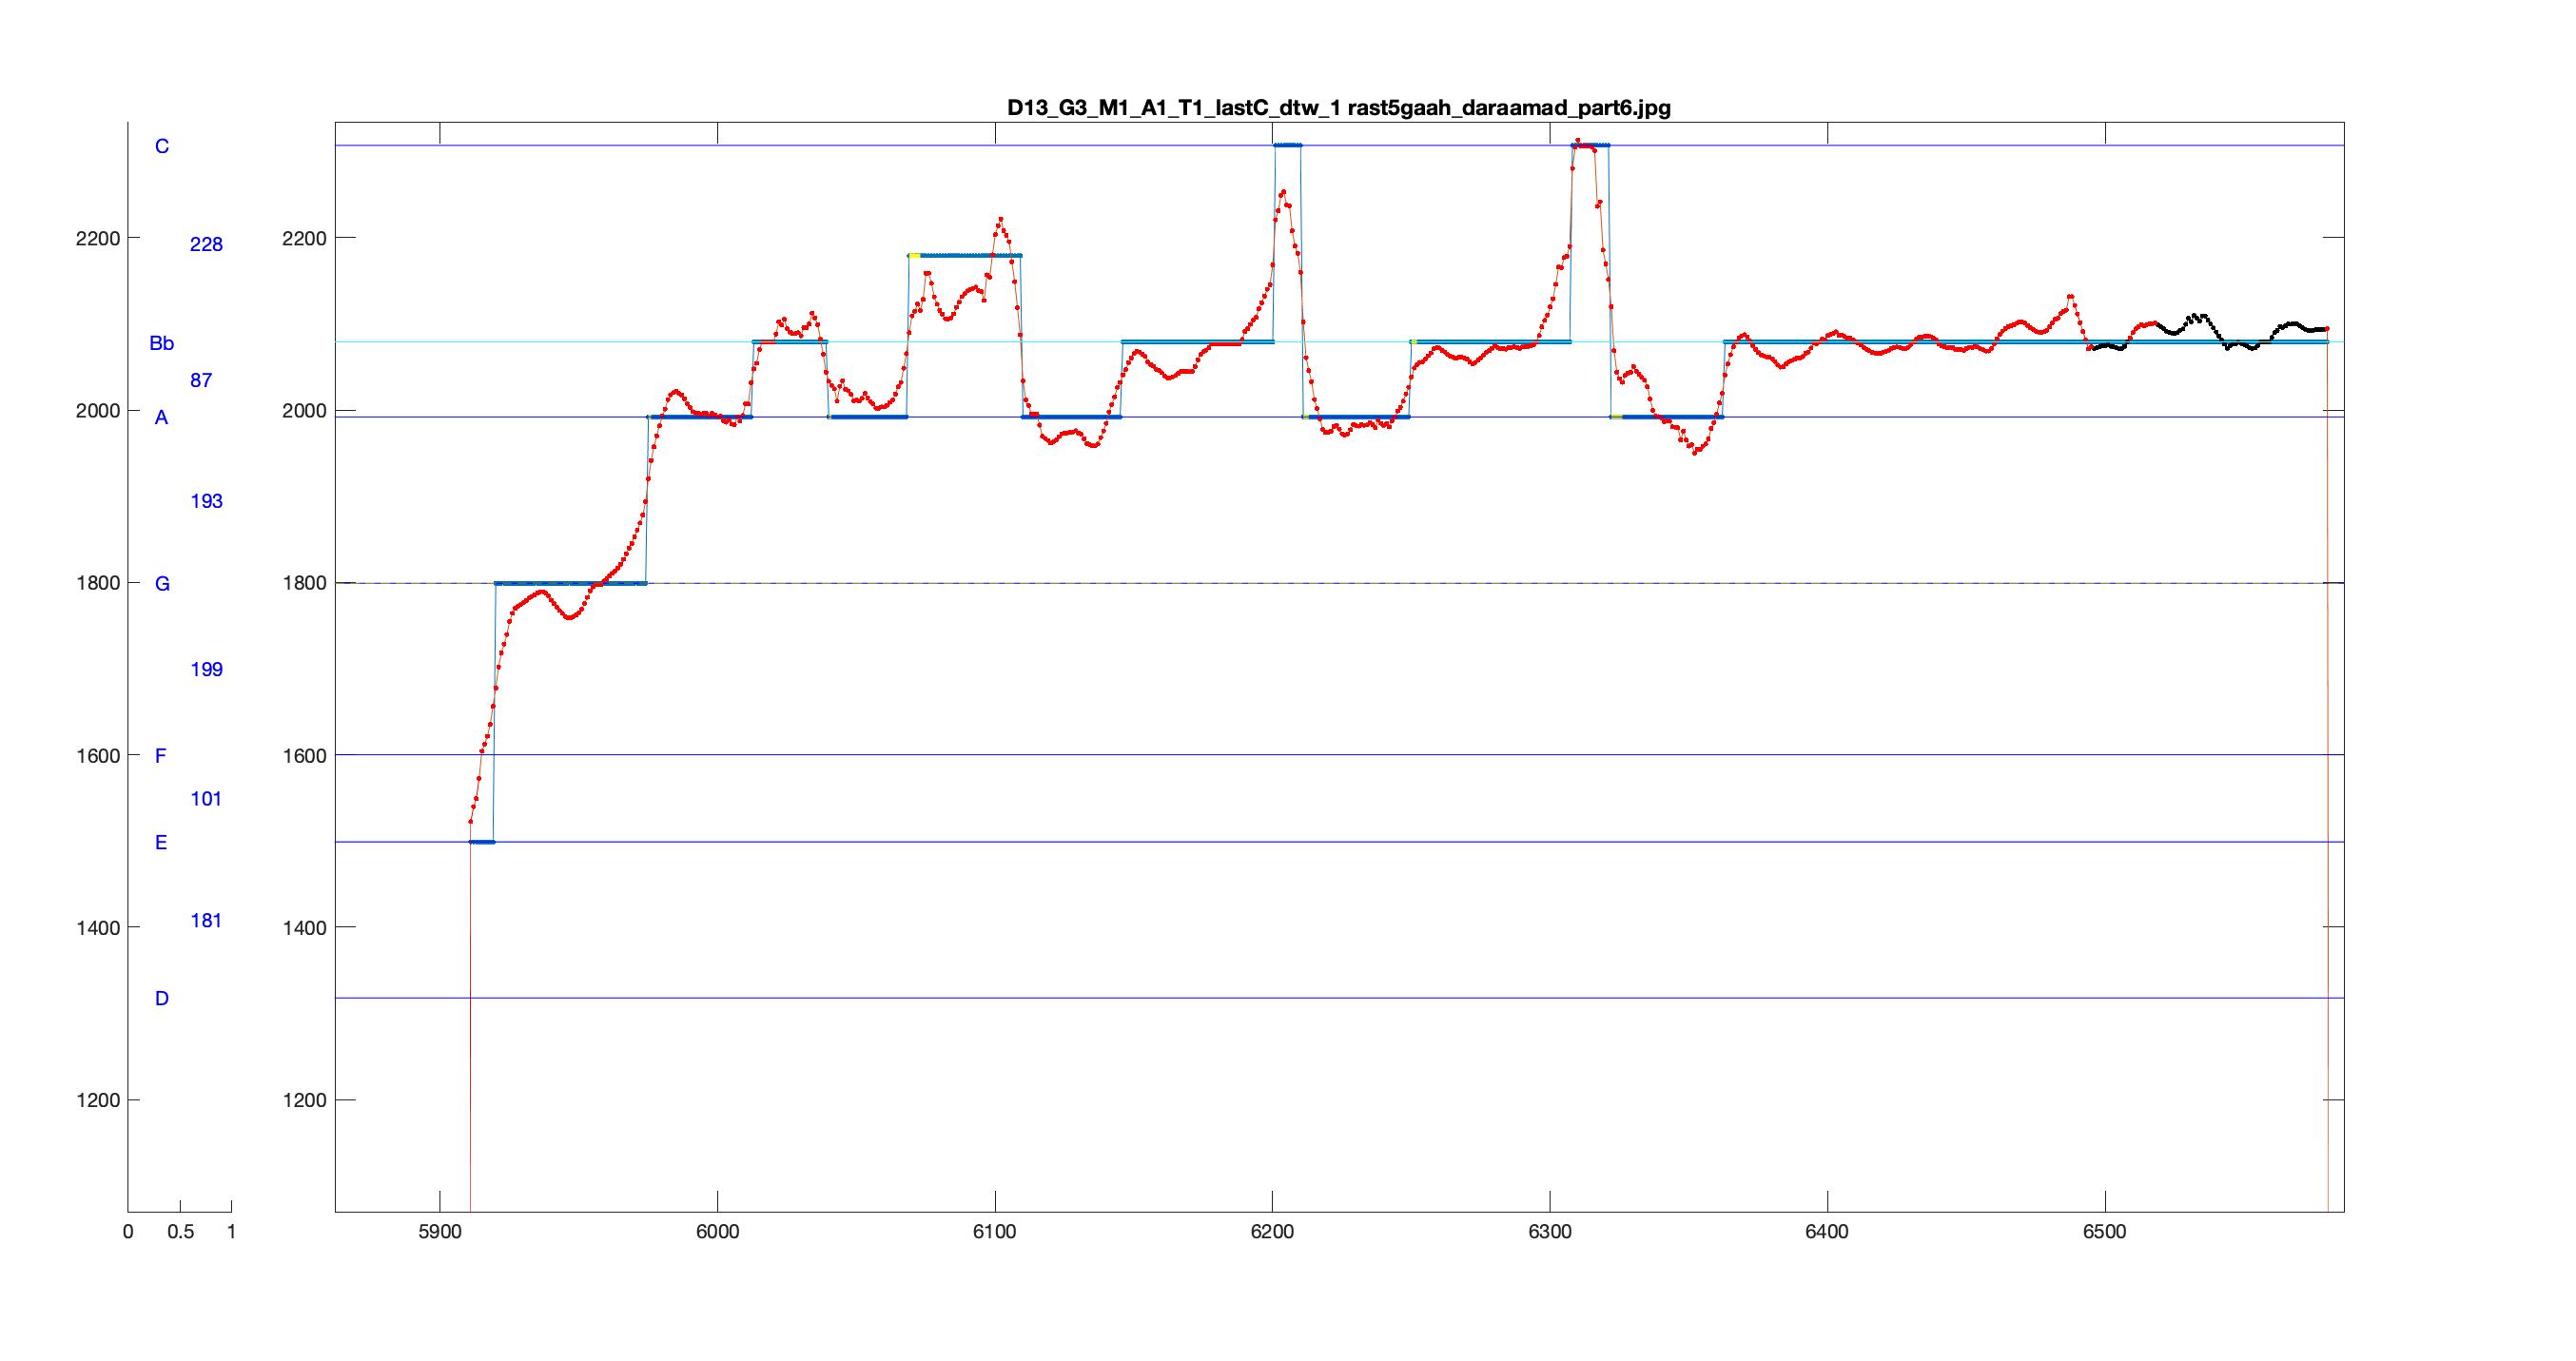 D13_G3_M1_A1_T1_lastC_dtw_1 rast5gaah_daraamad_part6.jpg
C
2200 228 2200
Bb
87
2000 A 2000
193
1800 G 1800
199
1600 F 1600
101
E
181
1400 1400
D
1200 1200
0 0.5 1 5900 6000 6100 6200 6300 6400 6500